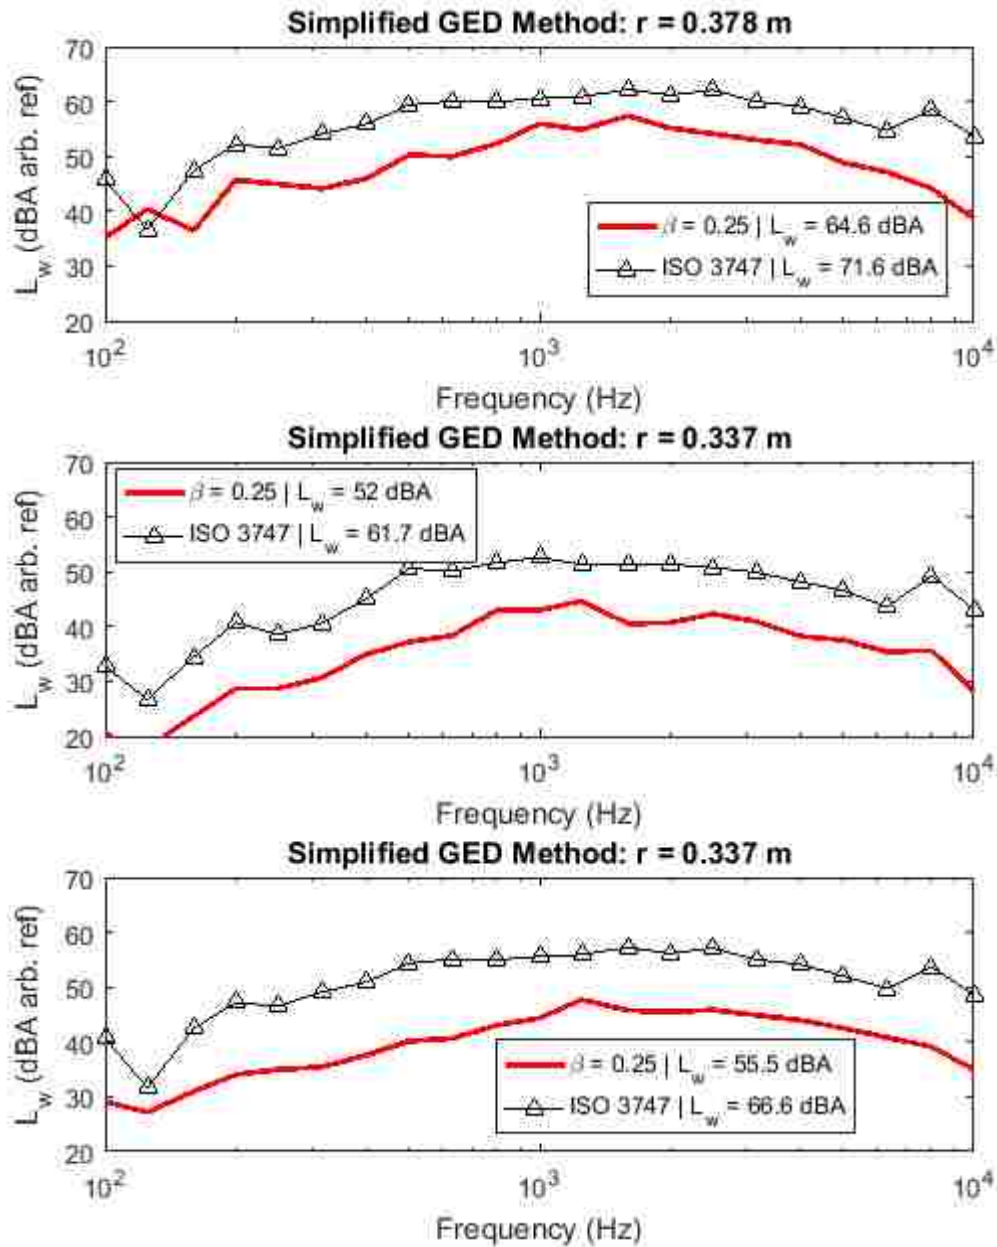 Simplified GED Method: r = 0.378 m
70
60
50
40
30
20
L_w (dBA arb. ref)
β = 0.25 | L_w = 64.6 dBA
ISO 3747 | L_w = 71.6 dBA
10^2
10^3
10^4
Frequency (Hz)
Simplified GED Method: r = 0.337 m
70
60
50
40
30
20
L_w (dBA arb. ref)
β = 0.25 | L_w = 52 dBA
ISO 3747 | L_w = 61.7 dBA
10^2
10^3
10^4
Frequency (Hz)
Simplified GED Method: r = 0.337 m
70
60
50
40
30
20
L_w (dBA arb. ref)
β = 0.25 | L_w = 55.5 dBA
ISO 3747 | L_w = 66.6 dBA
10^2
10^3
10^4
Frequency (Hz)